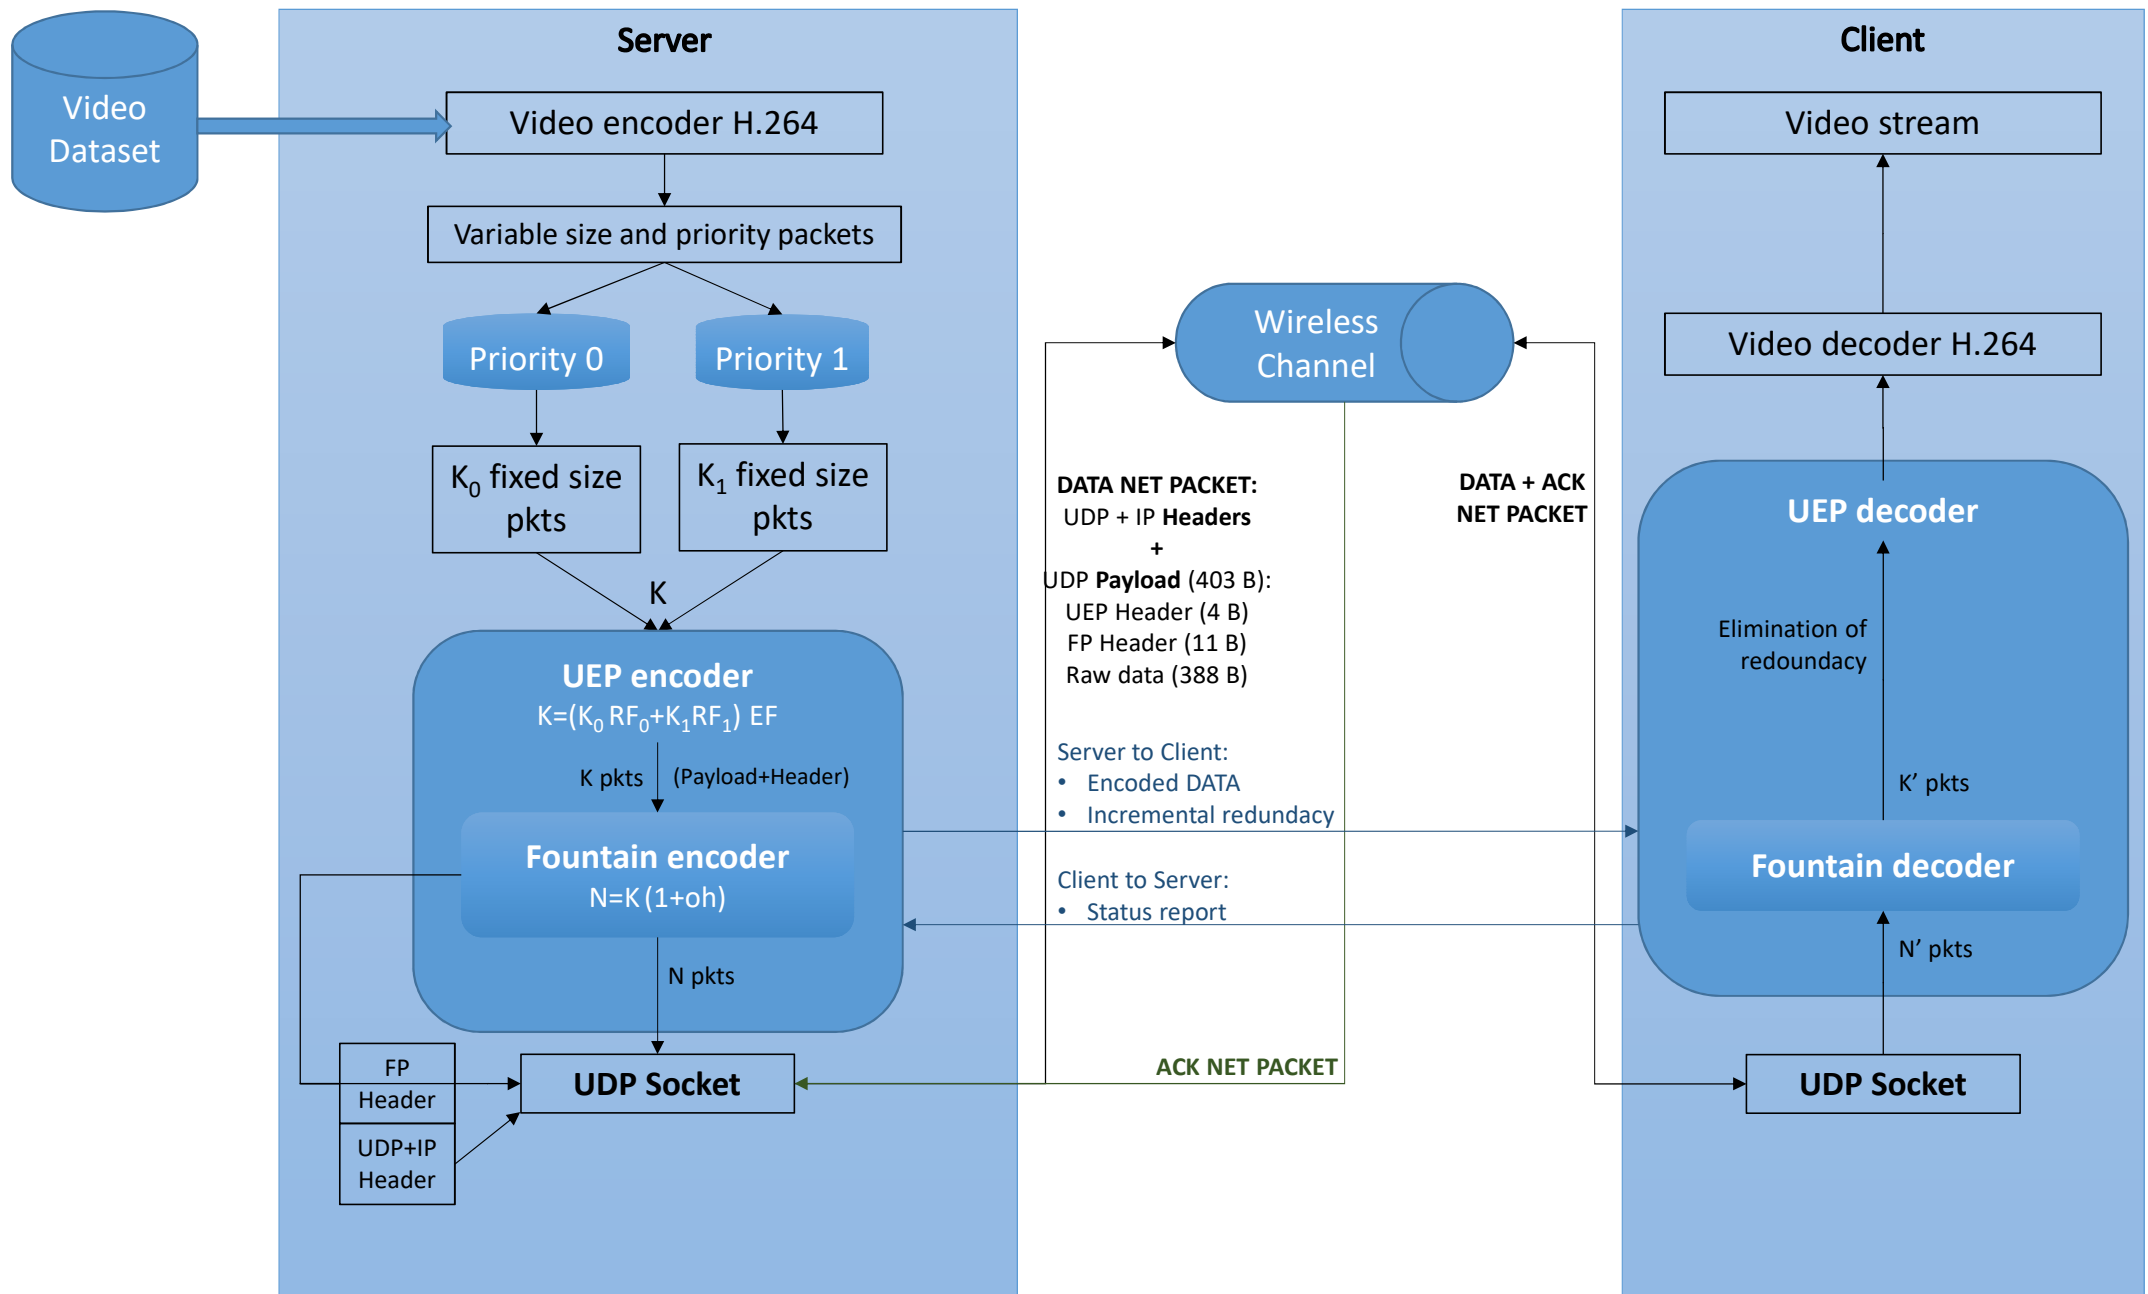 Video
Dataset
Server
Video encoder H.264
Variable size and priority packets
Priority 0
Priority 1
K₀ fixed size
pkts
K₁ fixed size
pkts
K
UEP encoder
K=(K₀ RF₀+K₁RF₁) EF
K pkts
(Payload+Header)
Fountain encoder
N=K (1+oh)
N pkts
FP
Header
UDP+IP
Header
UDP Socket
Wireless
Channel
DATA NET PACKET:
UDP + IP Headers
+
UDP Payload (403 B):
UEP Header (4 B)
FP Header (11 B)
Raw data (388 B)
DATA + ACK
NET PACKET
Server to Client:
• Encoded DATA
• Incremental redundacy
Client to Server:
• Status report
ACK NET PACKET
Client
Video stream
Video decoder H.264
UEP decoder
Elimination of
redoundacy
K’ pkts
Fountain decoder
N’ pkts
UDP Socket